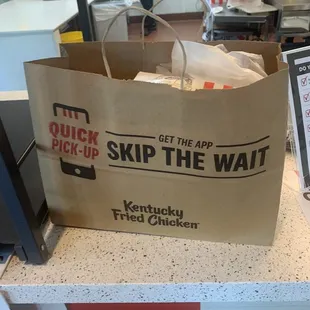 QUICK
PICK-UP
GET THE APP
SKIP THE WAIT
Kentucky
Fried Chicken